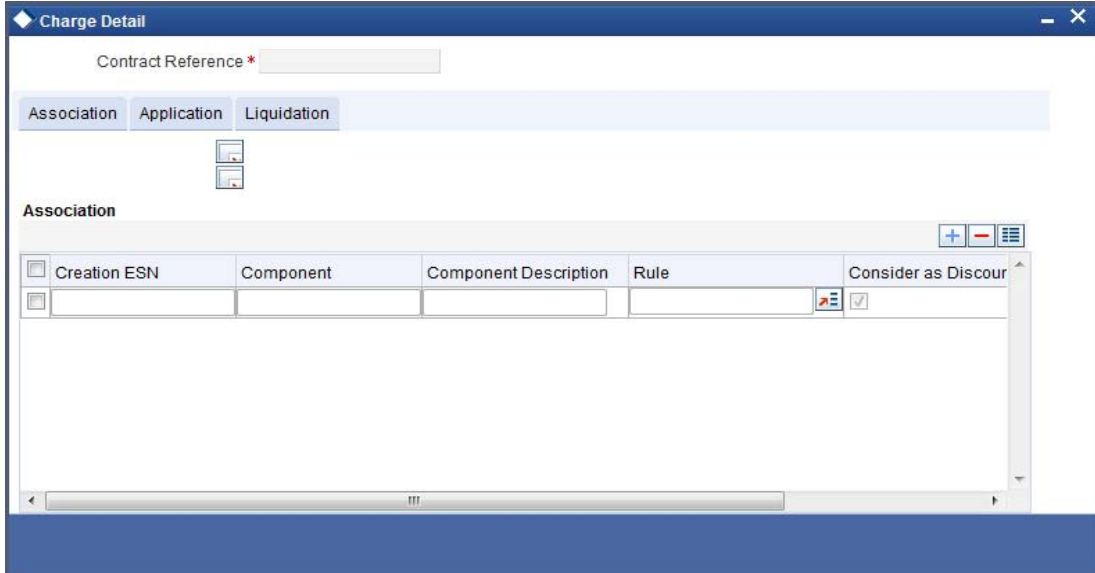 Charge Detail
Contract Reference *
Association Application Liquidation
Association
Creation ESN Component Component Description Rule Consider as Discour